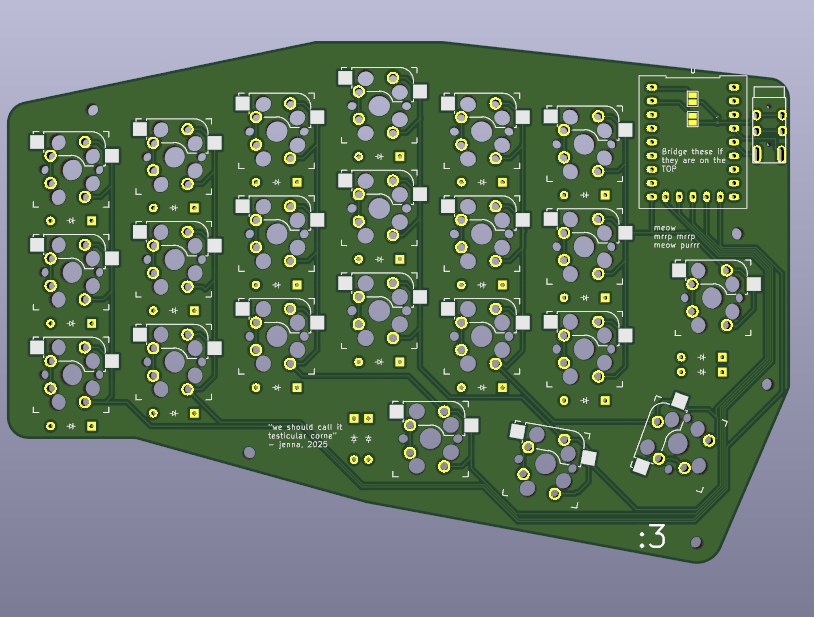 Bridge these if
they are on the
TOP
meow
mrrp mrrp
meow purrr
"we should call it
testicular corne"
– jenna, 2025
:3